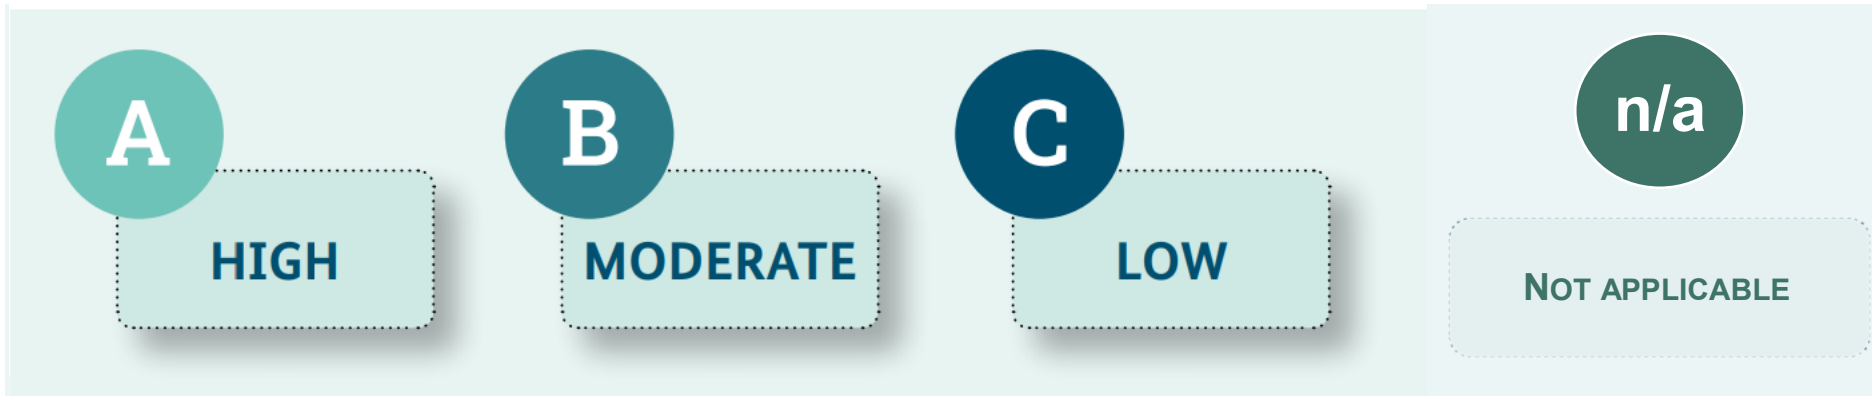 A
HIGH
B
MODERATE
C
LOW
n/a
NOT APPLICABLE